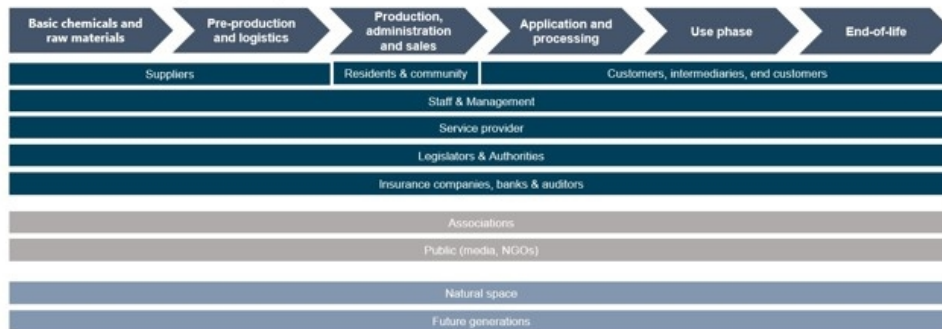 Basic chemicals and
raw materials
Pre-production
and logistics
Production,
administration
and sales
Application and
processing
Use phase
End-of-life
Suppliers
Residents & community
Customers, intermediaries, end customers
Staff & Management
Service provider
Legislators & Authorities
Insurance companies, banks & auditors
Associations
Public (media, NGOs)
Natural space
Future generations